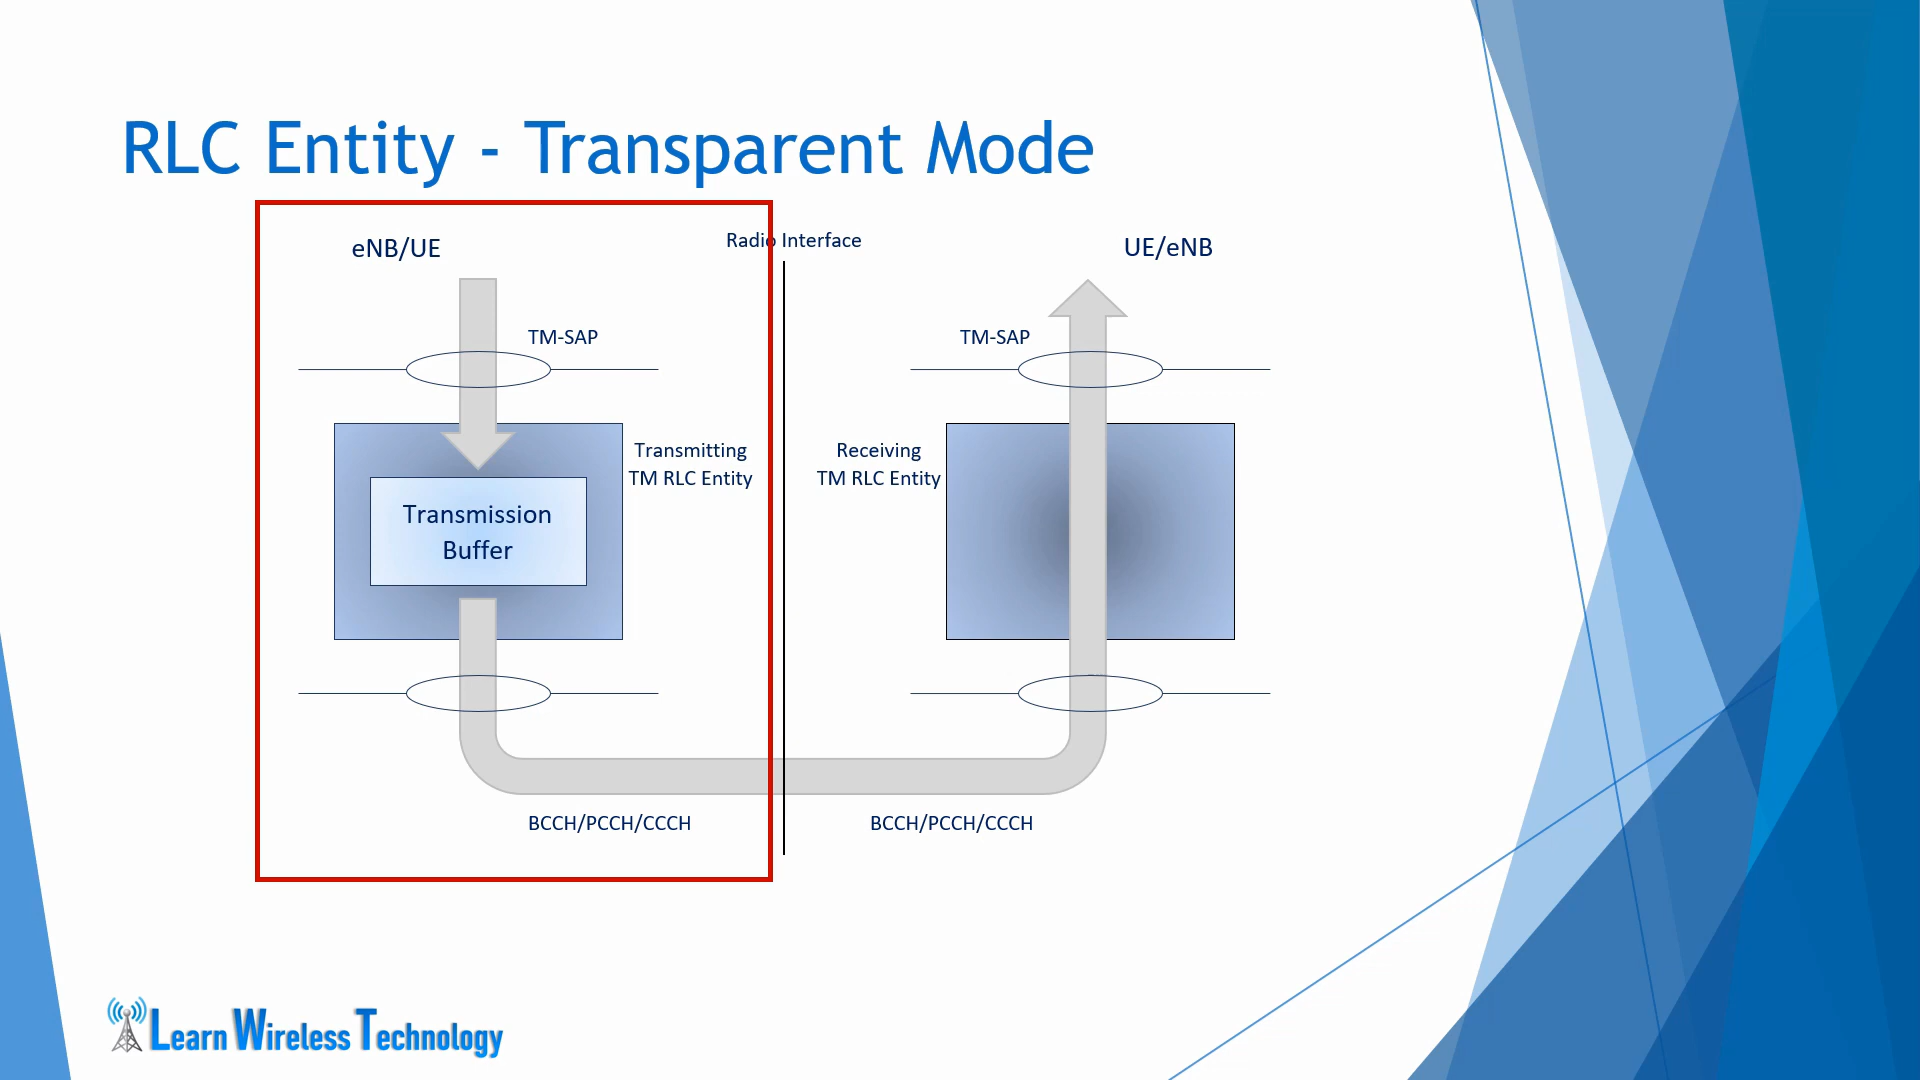 RLC Entity - Transparent Mode
eNB/UE
Radio Interface
UE/eNB
TM-SAP
TM-SAP
Transmitting
TM RLC Entity
Receiving
TM RLC Entity
Transmission
Buffer
BCCH/PCCH/CCCH
BCCH/PCCH/CCCH
Learn Wireless Technology